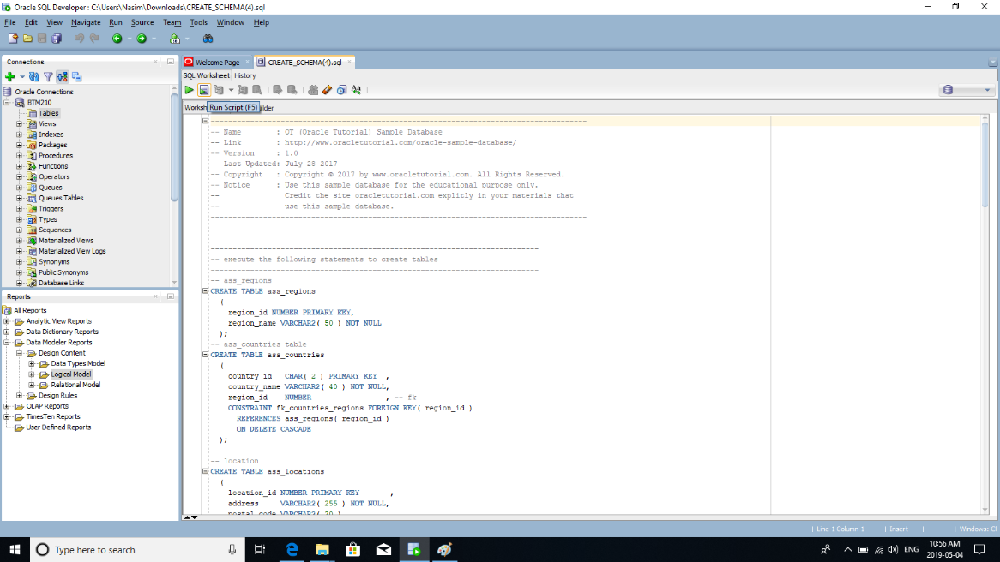 Oracle SQL Developer : C:\Users\Nasim\Downloads\CREATE_SCHEMA(4).sql
File Edit View Navigate Run Source Team Tools Window Help
Connections
Oracle Connections
BTM210
Tables
Views
Indexes
Packages
Procedures
Functions
Operators
Queues
Queues Tables
Triggers
Types
Sequences
Materialized Views
Materialized View Logs
Synonyms
Public Synonyms
Database Links
Reports
All Reports
Analytic View Reports
Data Dictionary Reports
Data Modeler Reports
Design Content
Data Types Model
Logical Model
Relational Model
Design Rules
OLAP Reports
TimesTen Reports
User Defined Reports
Welcome Page
CREATE_SCHEMA(4).sql
SQL Worksheet History
Run Script (F5)
-- Name : OT (Oracle Tutorial) Sample Database
-- Link : http://www.oracletutorial.com/oracle-sample-database/
-- Version : 1.0
-- Last Updated: July-28-2017
-- Copyright : Copyright © 2017 by www.oracletutorial.com. All Rights Reserved.
-- Notice : Use this sample database for the educational purpose only.
-- Credit the site oracletutorial.com explitly in your materials that
-- use this sample database.
-- execute the following statements to create tables
-- ass_regions
CREATE TABLE ass_regions
(
region_id NUMBER PRIMARY KEY,
region_name VARCHAR2( 50 ) NOT NULL
);
-- ass_countries table
CREATE TABLE ass_countries
(
country_id CHAR( 2 ) PRIMARY KEY ,
country_name VARCHAR2( 40 ) NOT NULL,
region_id NUMBER , -- fk
CONSTRAINT fk_countries_regions FOREIGN KEY( region_id )
REFERENCES ass_regions( region_id )
ON DELETE CASCADE
);
-- location
CREATE TABLE ass_locations
(
location_id NUMBER PRIMARY KEY ,
address VARCHAR2( 255 ) NOT NULL,
postal_code VARCHAR2( 20 )
Line 1 Column 1 Insert Windows: Cl
Type here to search
ENG
10:56 AM
2019-05-04